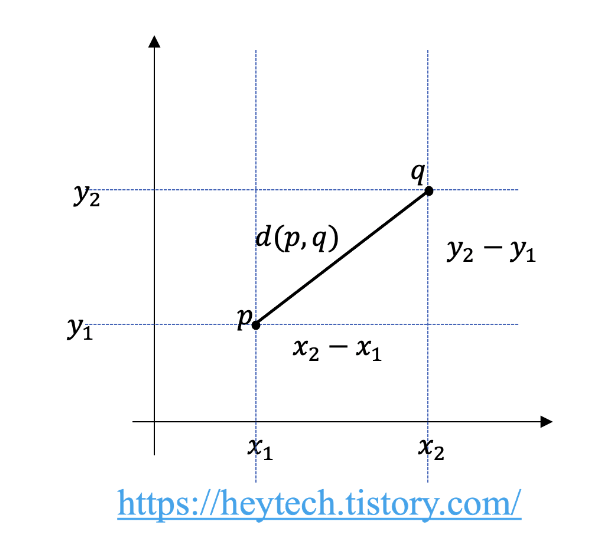 q
y₂
d(p, q)
y₂ − y₁
p
y₁
x₂ − x₁
x₁
x₂
https://heytech.tistory.com/